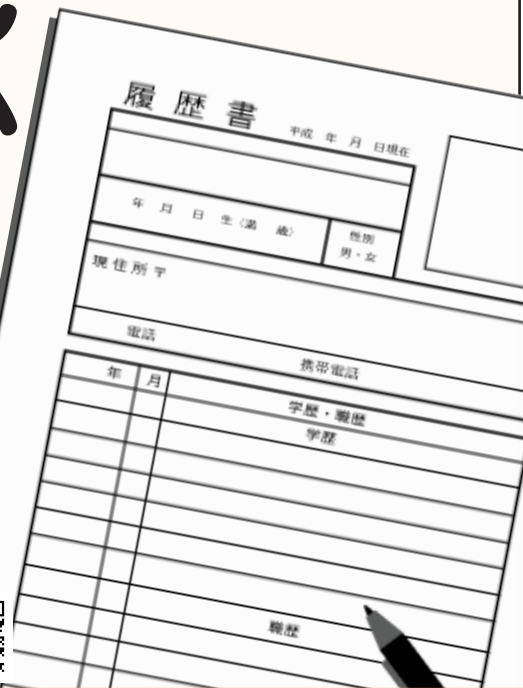 履歴書
平成 年 月 日現在
年 月 日 生〈満 歳〉
性別
男・女
現住所〒
電話
携帯電話
年 月 学歴・職歴
学歴
職歴